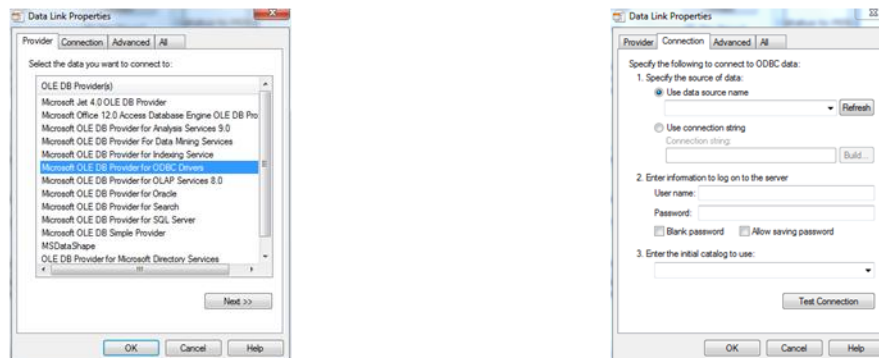 Data Link Properties
Provider Connection Advanced All
Select the data you want to connect to:
OLE DB Provider(s)
Microsoft Jet 4.0 OLE DB Provider
Microsoft Office 12.0 Access Database Engine OLE DB Pro
Microsoft OLE DB Provider for Analysis Services 9.0
Microsoft OLE DB Provider For Data Mining Services
Microsoft OLE DB Provider for Indexing Service
Microsoft OLE DB Provider for ODBC Drivers
Microsoft OLE DB Provider for OLAP Services 8.0
Microsoft OLE DB Provider for Oracle
Microsoft OLE DB Provider for Search
Microsoft OLE DB Provider for SQL Server
Microsoft OLE DB Simple Provider
MSDataShape
OLE DB Provider for Microsoft Directory Services
Next >>
OK Cancel Help
Data Link Properties
Provider Connection Advanced All
Specify the following to connect to ODBC data:
1. Specify the source of data:
Use data source name
Refresh
Use connection string
Connection string:
Build...
2. Enter information to log on to the server
User name:
Password:
Blank password Allow saving password
3. Enter the initial catalog to use:
Test Connection
OK Cancel Help